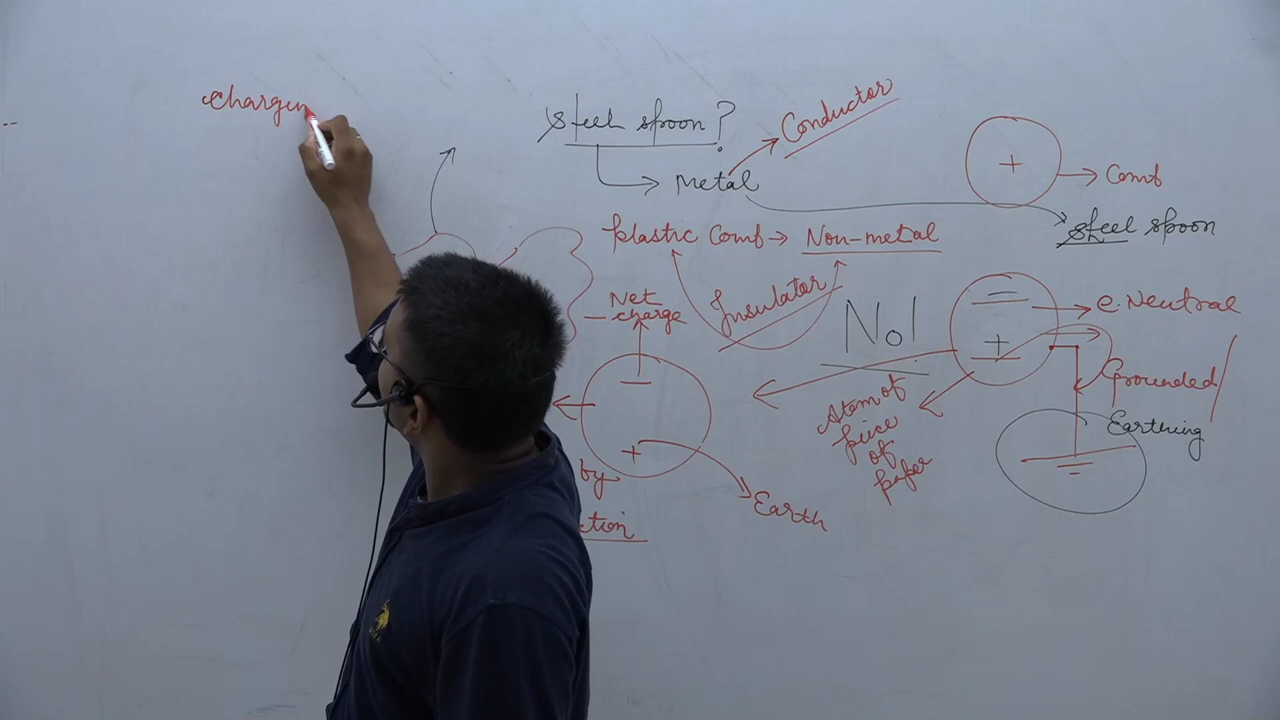 Chargin
Steel spoon?
Conductor
Metal
+
Comb
Steel spoon
Plastic Comb → Non-metal
Insulator
Net
charge
No!
e. Neutral
+
Atom of
piece
of
paper
Grounded/
Earthing
+
Earth
by
ction